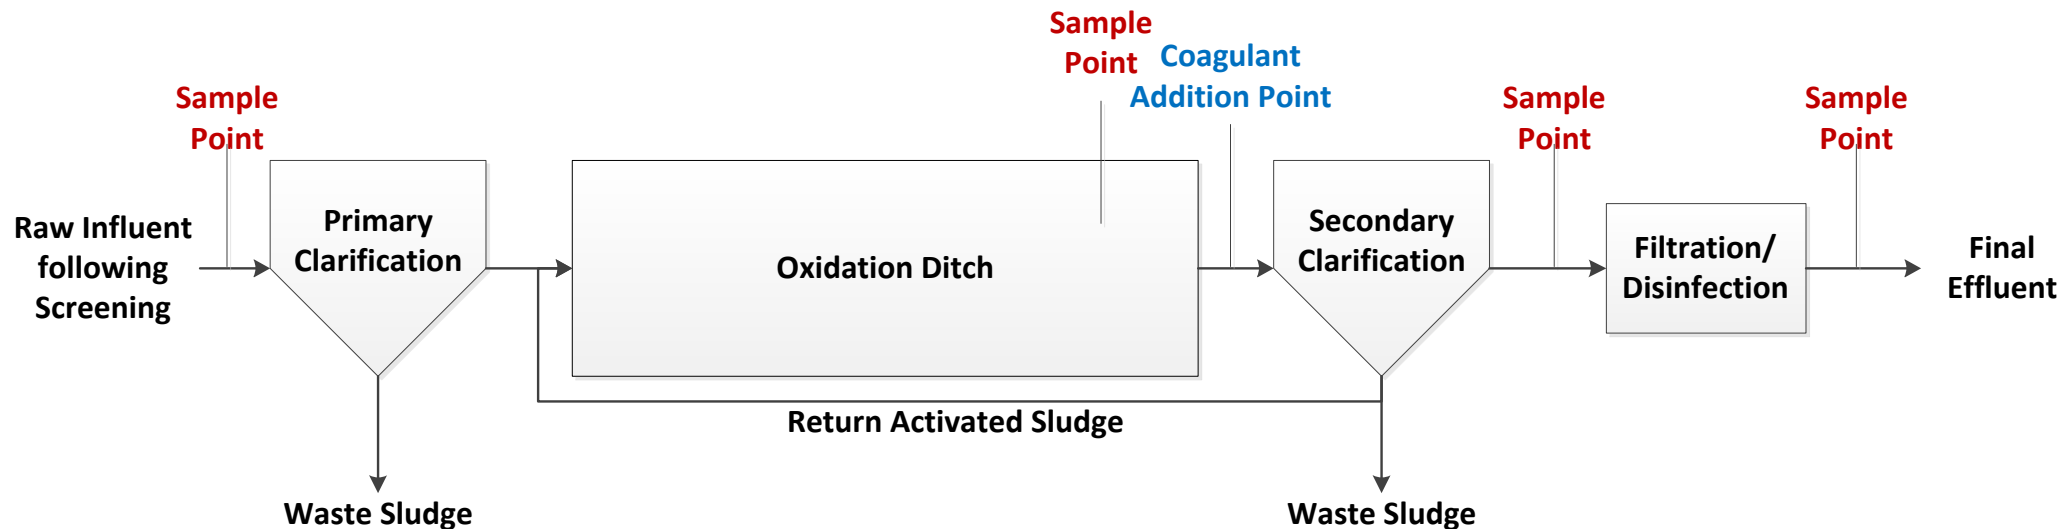 Sample
Point
Coagulant
Addition Point
Sample
Point
Sample
Point
Sample
Point
Raw Influent
following
Screening
Primary
Clarification
Oxidation Ditch
Secondary
Clarification
Filtration/
Disinfection
Final
Effluent
Return Activated Sludge
Waste Sludge
Waste Sludge